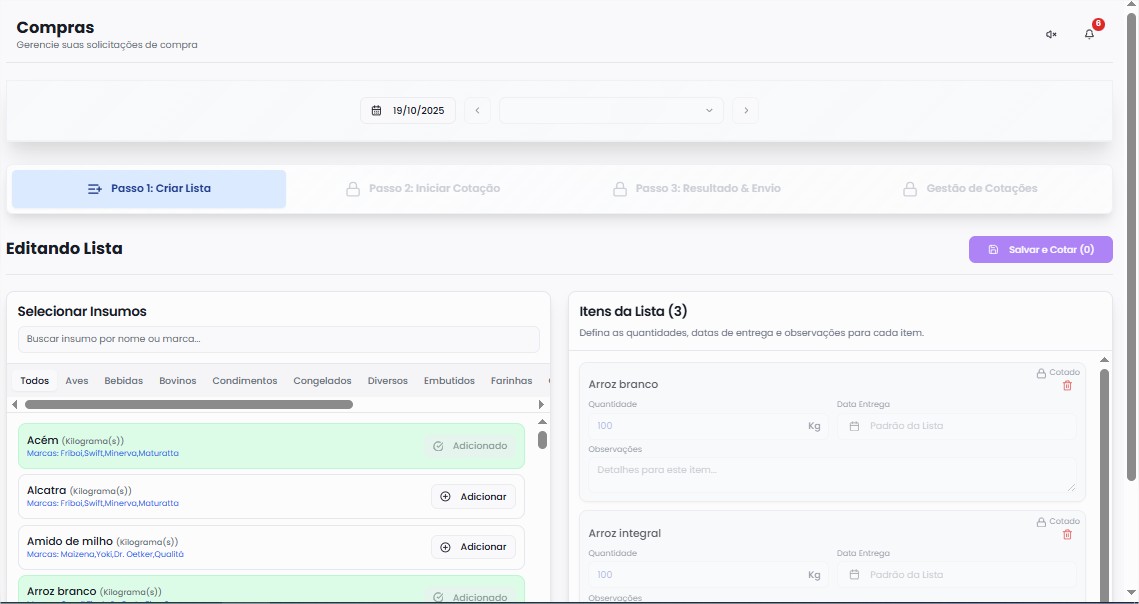 Compras
Gerencie suas solicitações de compra
6
19/10/2025
Passo 1: Criar Lista
Passo 2: Iniciar Cotação
Passo 3: Resultado & Envio
Gestão de Cotações
Editando Lista
Salvar e Cotar (0)
Selecionar Insumos
Buscar insumo por nome ou marca...
Todos Aves Bebidas Bovinos Condimentos Congelados Diversos Embutidos Farinhas
Acém (Kilograma(s))
Marcas: Friboi,Swift,Minerva,Maturatta
Adicionado
Alcatra (Kilograma(s))
Marcas: Friboi,Swift,Minerva,Maturatta
Adicionar
Amido de milho (Kilograma(s))
Marcas: Maizena,Yoki,Dr. Oetker,Qualitá
Adicionar
Arroz branco (Kilograma(s))
Adicionado
Itens da Lista (3)
Defina as quantidades, datas de entrega e observações para cada item.
Cotado
Arroz branco
Quantidade Data Entrega
100 Kg Padrão da Lista
Observações
Detalhes para este item...
Cotado
Arroz integral
Quantidade Data Entrega
100 Kg Padrão da Lista
Observações